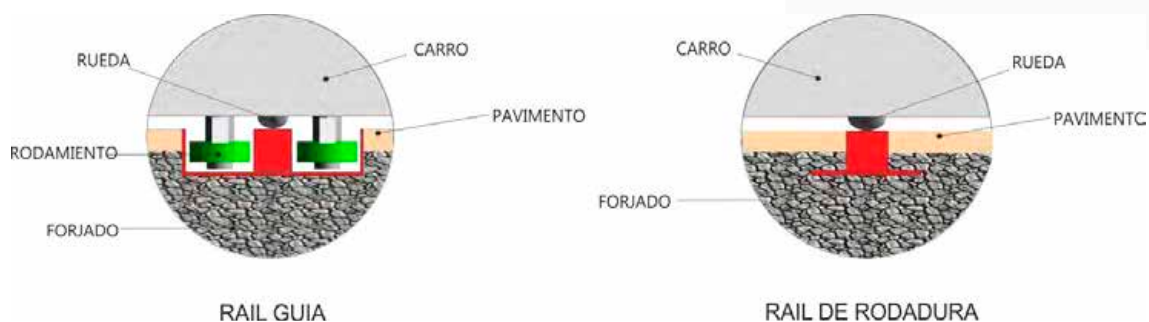 RUEDA
CARRO
PAVIMENTO
RODAMIENTO
FORJADO
RAIL GUIA
CARRO
RUEDA
PAVIMENTO
FORJADO
RAIL DE RODADURA